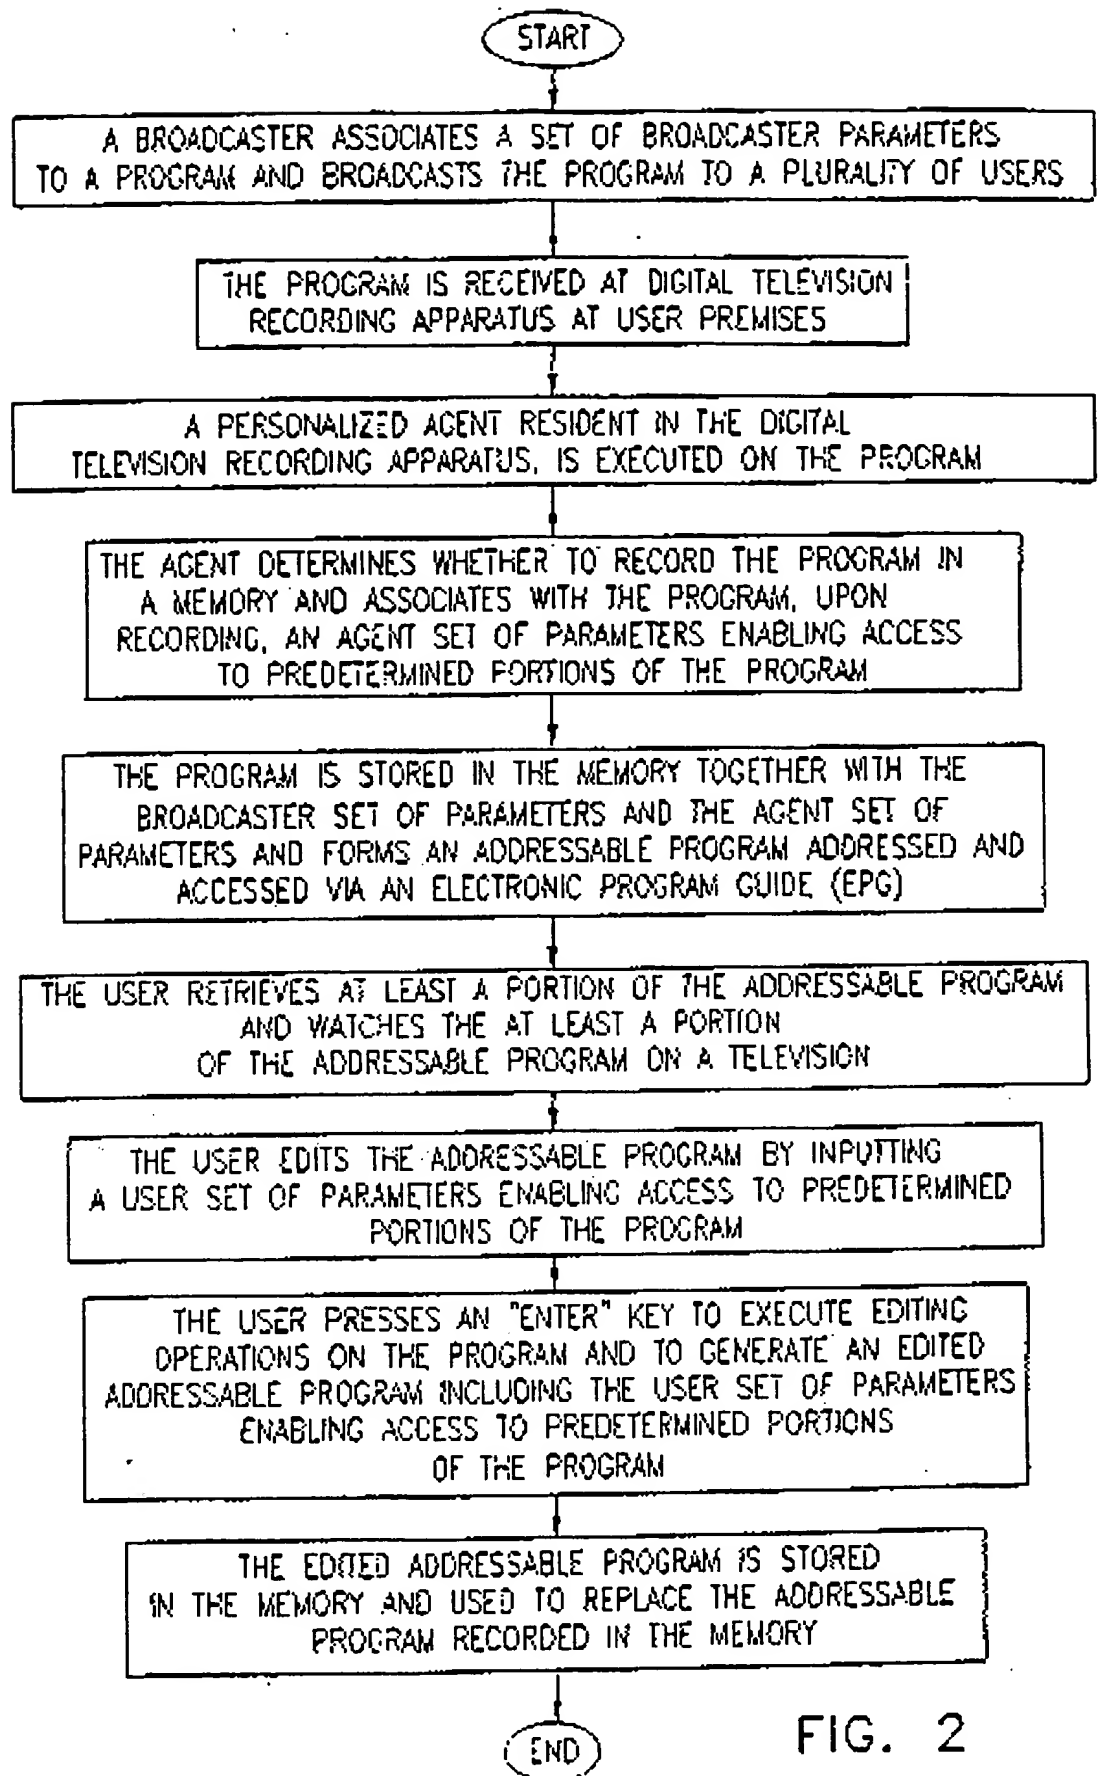 START
A BROADCASTER ASSOCIATES A SET OF BROADCASTER PARAMETERS
TO A PROGRAM AND BROADCASTS THE PROGRAM TO A PLURALITY OF USERS
THE PROGRAM IS RECEIVED AT DIGITAL TELEVISION
RECORDING APPARATUS AT USER PREMISES
A PERSONALIZED AGENT RESIDENT IN THE DIGITAL
TELEVISION RECORDING APPARATUS, IS EXECUTED ON THE PROGRAM
THE AGENT DETERMINES WHETHER TO RECORD THE PROGRAM IN
A MEMORY AND ASSOCIATES WITH THE PROGRAM, UPON
RECORDING, AN AGENT SET OF PARAMETERS ENABLING ACCESS
TO PREDETERMINED PORTIONS OF THE PROGRAM
THE PROGRAM IS STORED IN THE MEMORY TOGETHER WITH THE
BROADCASTER SET OF PARAMETERS AND THE AGENT SET OF
PARAMETERS AND FORMS AN ADDRESSABLE PROGRAM ADDRESSED AND
ACCESSED VIA AN ELECTRONIC PROGRAM GUIDE (EPG)
THE USER RETRIEVES AT LEAST A PORTION OF THE ADDRESSABLE PROGRAM
AND WATCHES THE AT LEAST A PORTION
OF THE ADDRESSABLE PROGRAM ON A TELEVISION
THE USER EDITS THE ADDRESSABLE PROGRAM BY INPUTTING
A USER SET OF PARAMETERS ENABLING ACCESS TO PREDETERMINED
PORTIONS OF THE PROGRAM
THE USER PRESSES AN "ENTER" KEY TO EXECUTE EDITING
OPERATIONS ON THE PROGRAM AND TO GENERATE AN EDITED
ADDRESSABLE PROGRAM INCLUDING THE USER SET OF PARAMETERS
ENABLING ACCESS TO PREDETERMINED PORTIONS
OF THE PROGRAM
THE EDITED ADDRESSABLE PROGRAM IS STORED
IN THE MEMORY AND USED TO REPLACE THE ADDRESSABLE
PROGRAM RECORDED IN THE MEMORY
END
FIG. 2